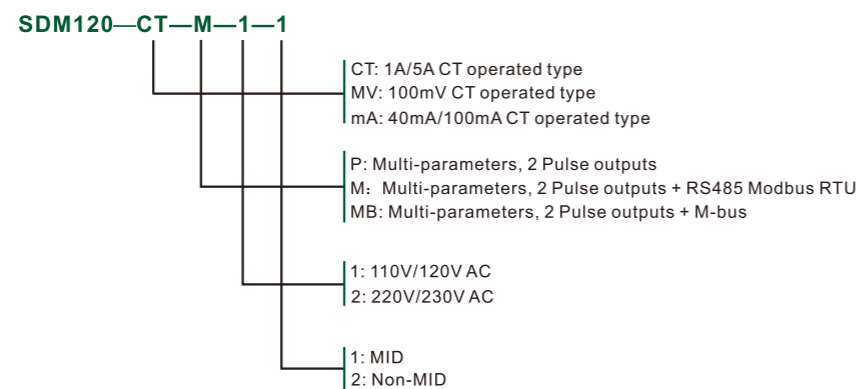 SDM120—CT—M—1—1
CT: 1A/5A CT operated type
MV: 100mV CT operated type
mA: 40mA/100mA CT operated type
P: Multi-parameters, 2 Pulse outputs
M：Multi-parameters, 2 Pulse outputs + RS485 Modbus RTU
MB: Multi-parameters, 2 Pulse outputs + M-bus
1: 110V/120V AC
2: 220V/230V AC
1: MID
2: Non-MID